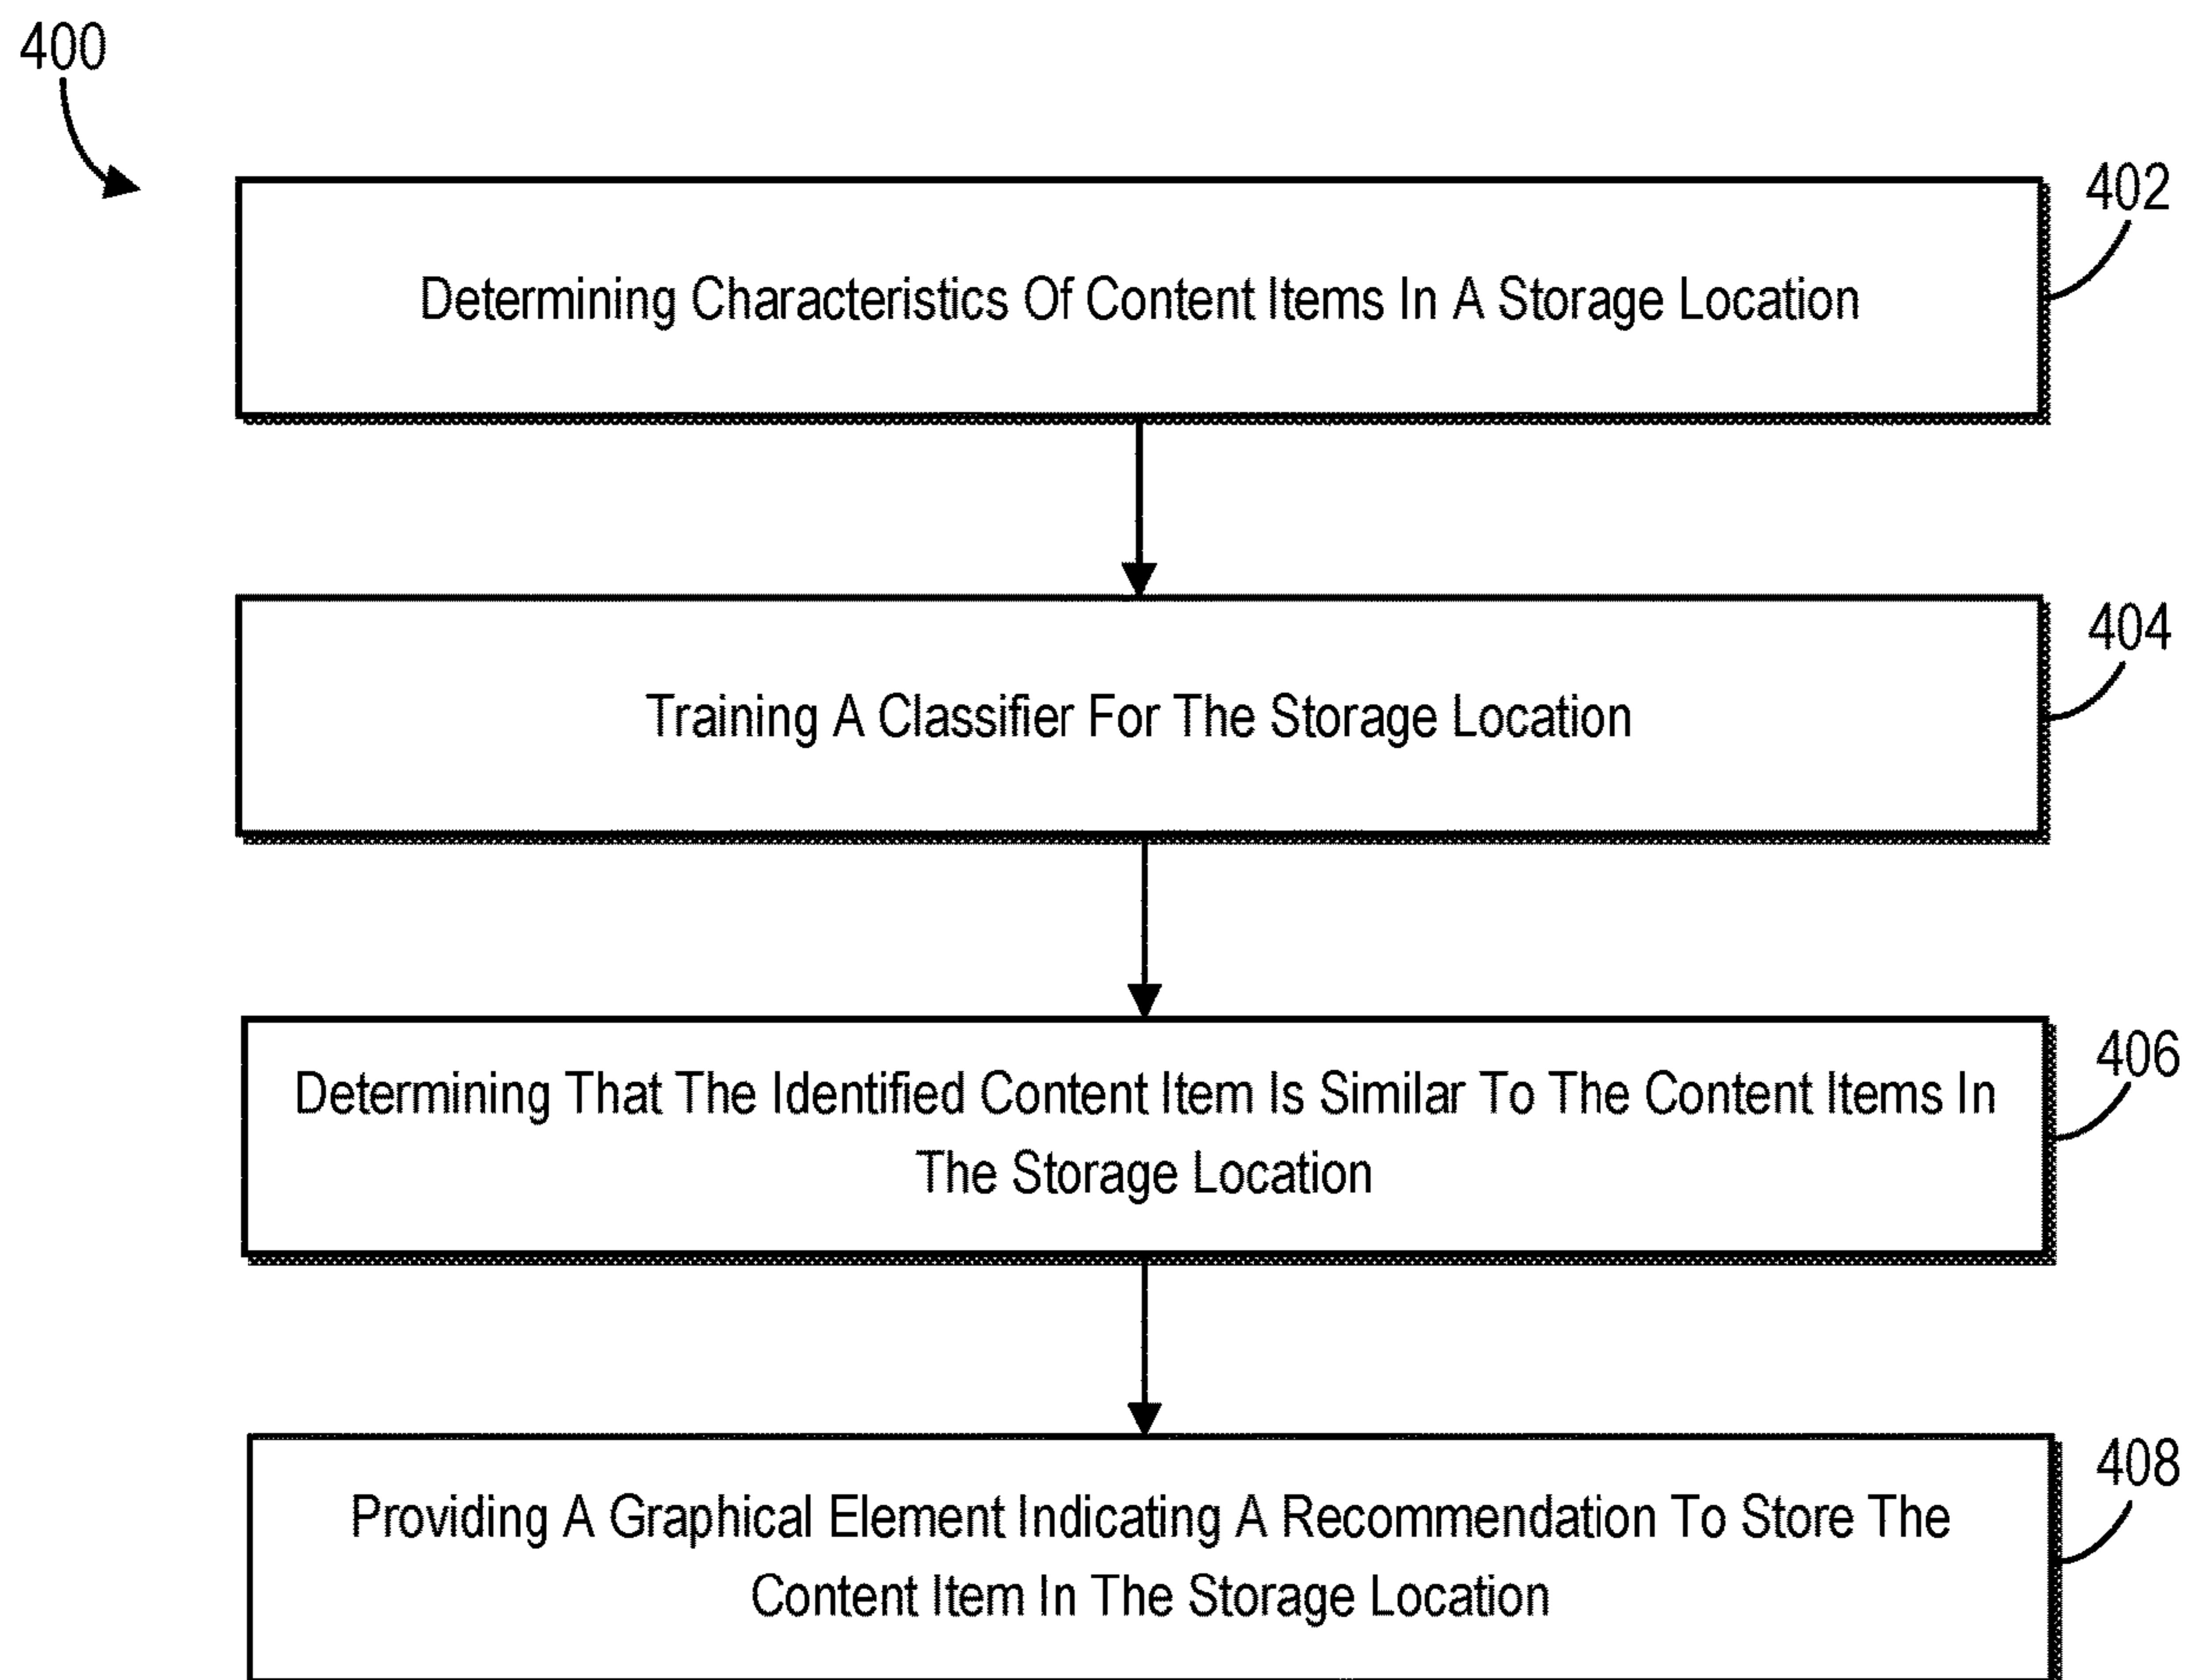 400
402
Determining Characteristics Of Content Items In A Storage Location
404
Training A Classifier For The Storage Location
406
Determining That The Identified Content Item Is Similar To The Content Items In
The Storage Location
408
Providing A Graphical Element Indicating A Recommendation To Store The
Content Item In The Storage Location